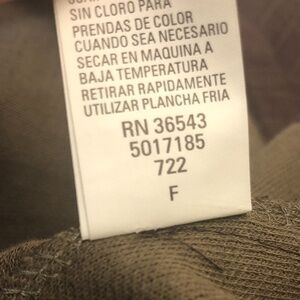 SIN CLORO PARA
PRENDAS DE COLOR
CUANDO SEA NECESARIO
SECAR EN MAQUINA A
BAJA TEMPERATURA
RETIRAR RAPIDAMENTE
UTILIZAR PLANCHA FRIA
RN 36543
5017185
722
F